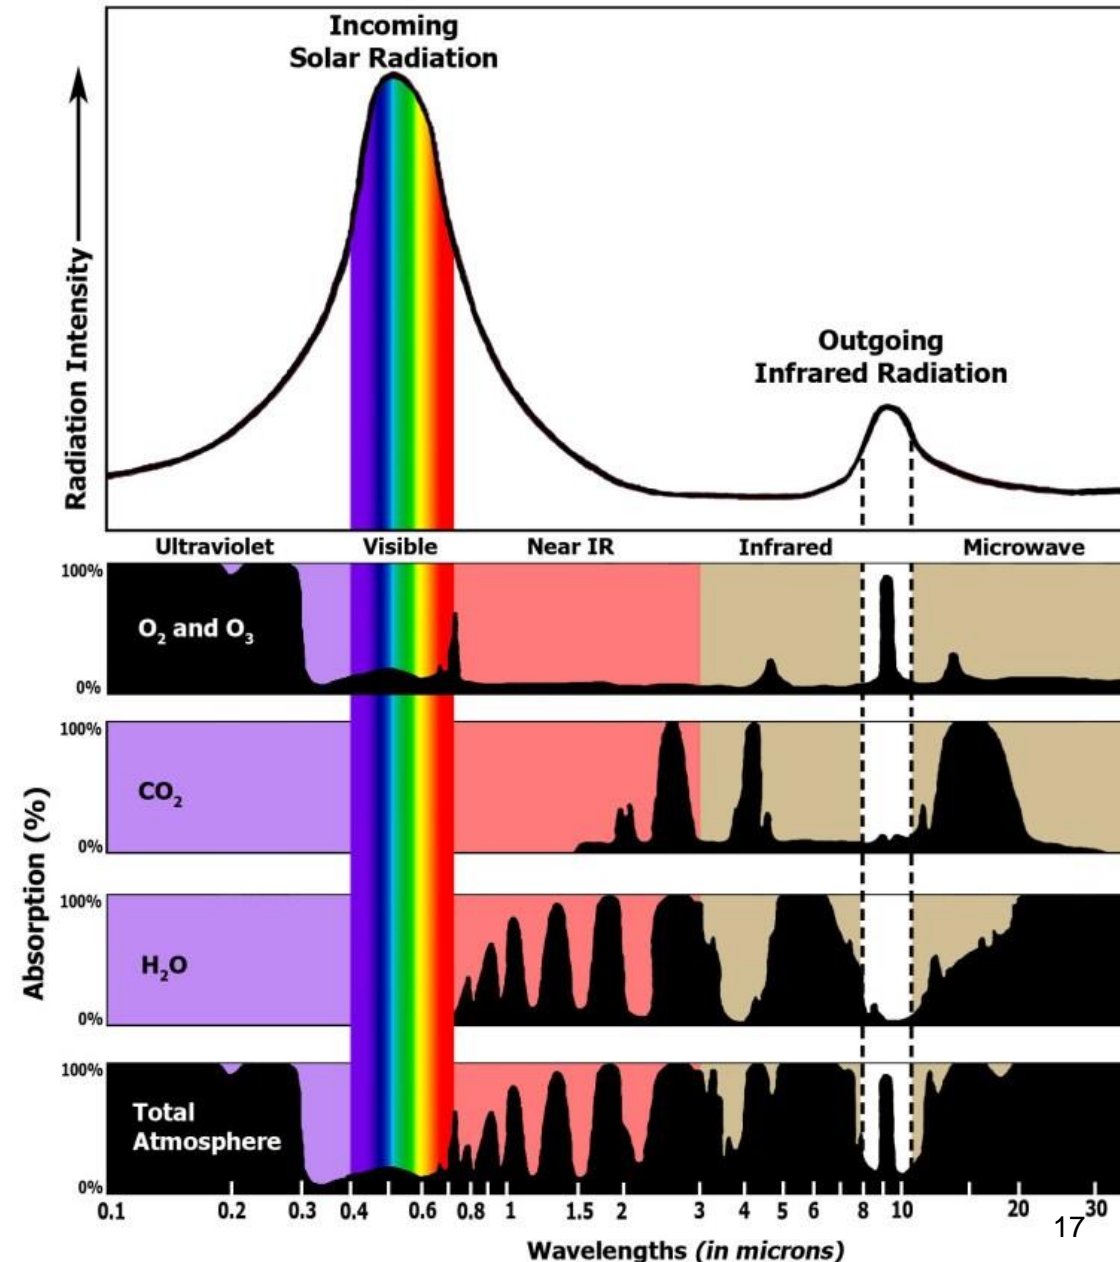 Incoming
Solar Radiation
Radiation Intensity
Outgoing
Infrared Radiation
Ultraviolet Visible Near IR Infrared Microwave
Absorption (%)
100%
O₂ and O₃
0%
100%
CO₂
0%
100%
H₂O
0%
100%
Total
Atmosphere
0%
0.1 0.2 0.3 0.4 0.6 0.8 1 1.5 2 3 4 5 6 8 10 20 30
17
Wavelengths (in microns)